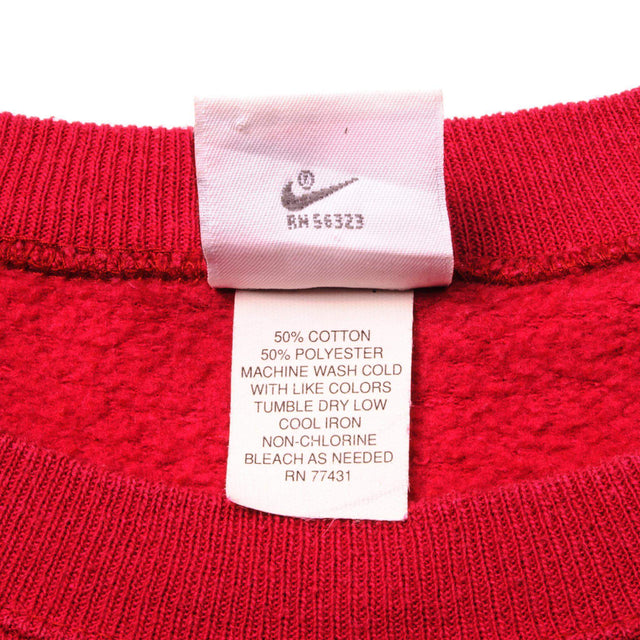 RN 56323
50% COTTON
50% POLYESTER
MACHINE WASH COLD
WITH LIKE COLORS
TUMBLE DRY LOW
COOL IRON
NON-CHLORINE
BLEACH AS NEEDED
RN 77431